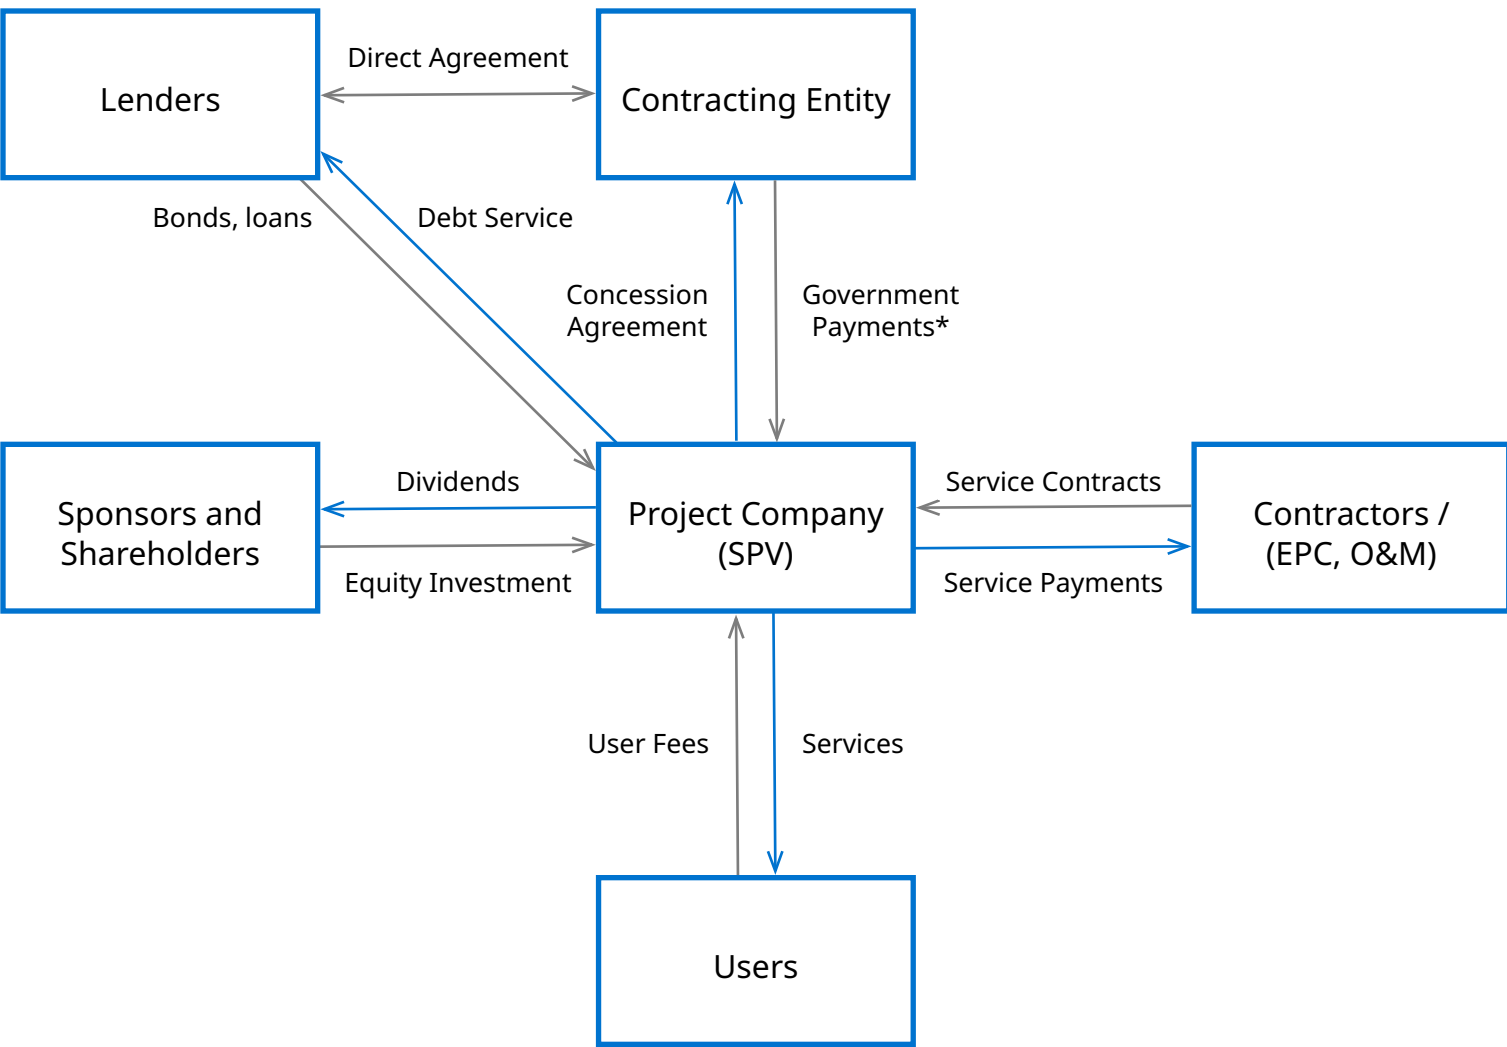 Direct Agreement
Lenders
Contracting Entity
Bonds, loans
Debt Service
Concession
Agreement
Government
Payments*
Dividends
Service Contracts
Sponsors and
Shareholders
Project Company
(SPV)
Contractors /
(EPC, O&M)
Equity Investment
Service Payments
User Fees
Services
Users